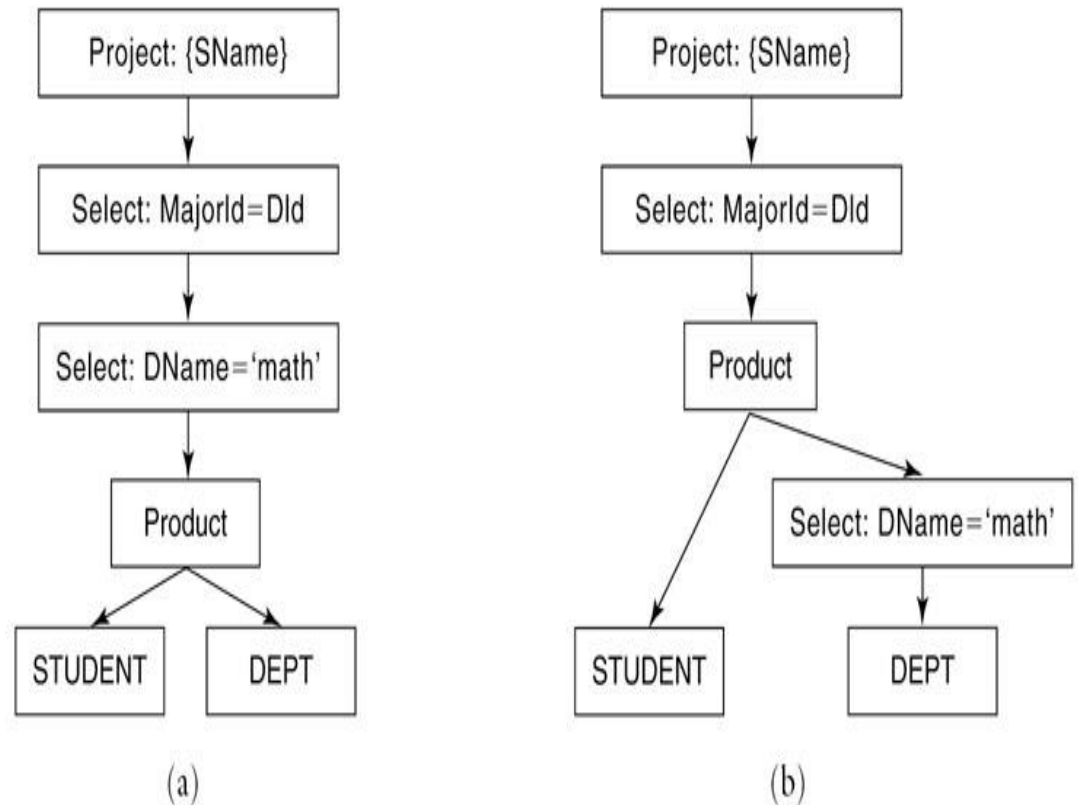 Project: {SName}
Select: MajorId=DId
Select: DName=‘math’
Product
STUDENT
DEPT
(a)
Project: {SName}
Select: MajorId=DId
Product
Select: DName=‘math’
STUDENT
DEPT
(b)